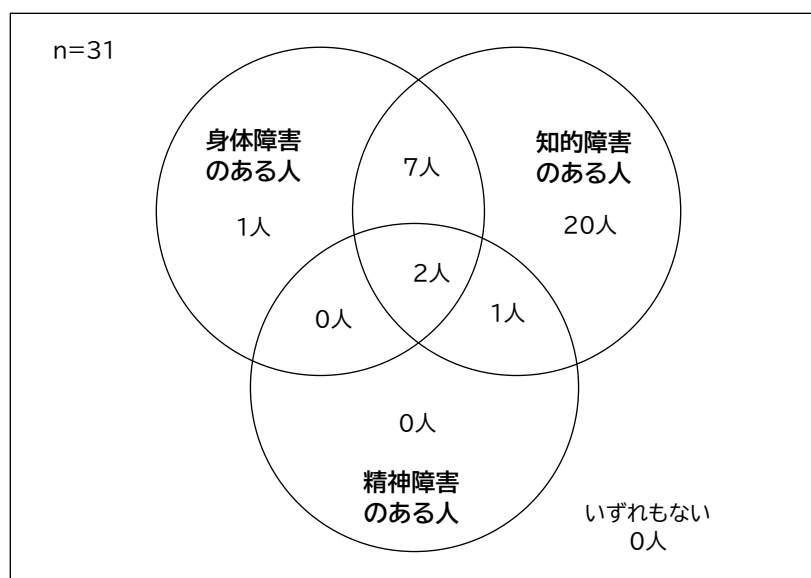 n=31
身体障害
のある人
1人
7人
知的障害
のある人
20人
2人
0人
1人
0人
精神障害
のある人
いずれもない
0人